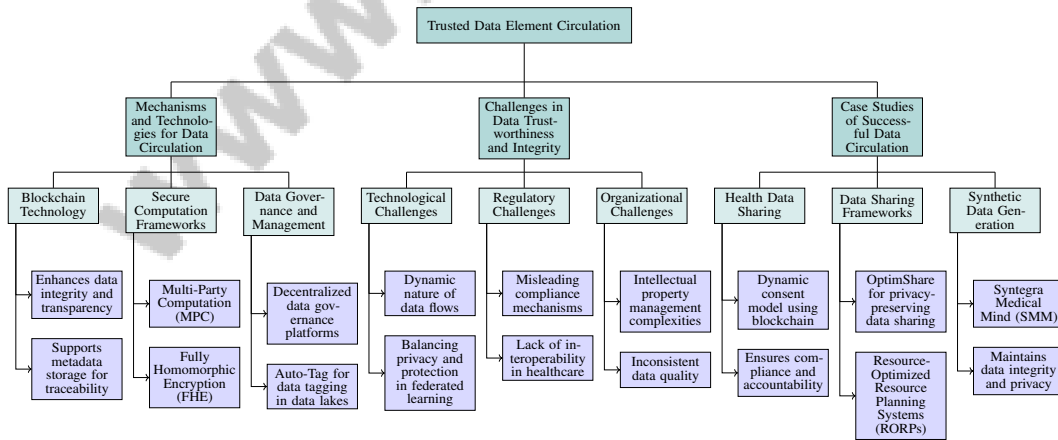 Trusted Data Element Circulation
Mechanisms
and Technolo-
gies for Data
Circulation
Challenges in
Data Trust-
worthiness
and Integrity
Case Studies
of Success-
ful Data
Circulation
Blockchain
Technology
Secure
Computation
Frameworks
Data Gover-
nance and
Management
Technological
Challenges
Regulatory
Challenges
Organizational
Challenges
Health Data
Sharing
Data Sharing
Frameworks
Synthetic
Data Gen-
eration
Enhances data
integrity and
transparency
Multi-Party
Computation
(MPC)
Decentralized
data gov-
ernance
platforms
Dynamic
nature of
data flows
Misleading
compliance
mechanisms
Intellectual
property
management
complexities
Dynamic
consent
model using
blockchain
OptimShare
for privacy-
preserving
data sharing
Syntegra
Medical
Mind (SMM)
Supports
metadata
storage for
traceability
Fully
Homomorphic
Encryption
(FHE)
Auto-Tag for
data tagging
in data lakes
Balancing
privacy and
protection
in federated
learning
Lack of in-
teroperability
in healthcare
Inconsistent
data quality
Ensures com-
pliance and
accountability
Resource-
Optimized
Resource
Planning
Systems
(RORPs)
Maintains
data integrity
and privacy
www.